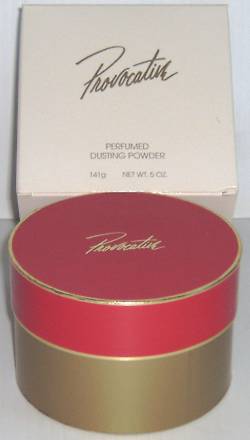 Provocative
PERFUMED
DUSTING POWDER
141g NET WT. 5 OZ.
Provocative